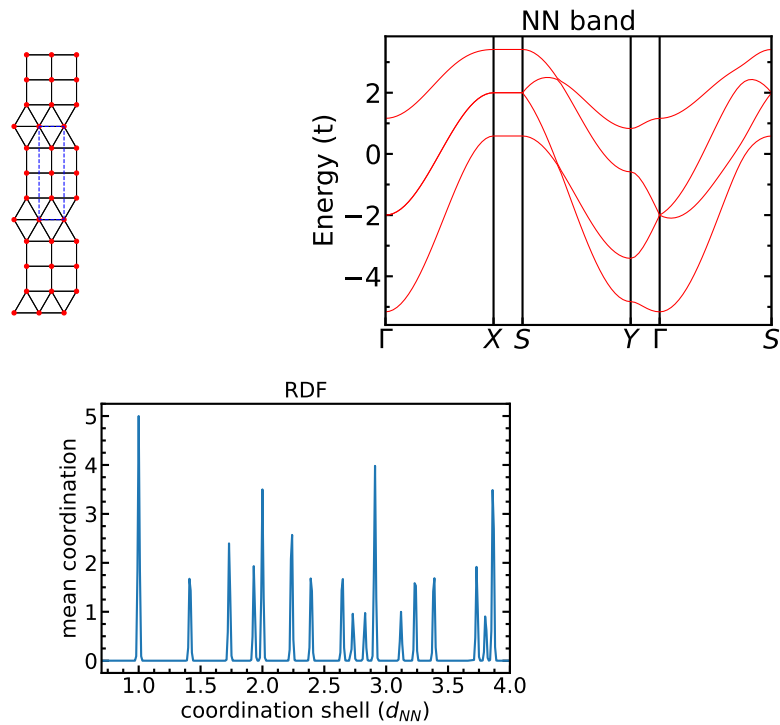 NN band
Energy (t)
2
0
−2
−4
Γ X S Y Γ S
RDF
mean coordination
5
4
3
2
1
0
1.0 1.5 2.0 2.5 3.0 3.5 4.0
coordination shell (d_NN)